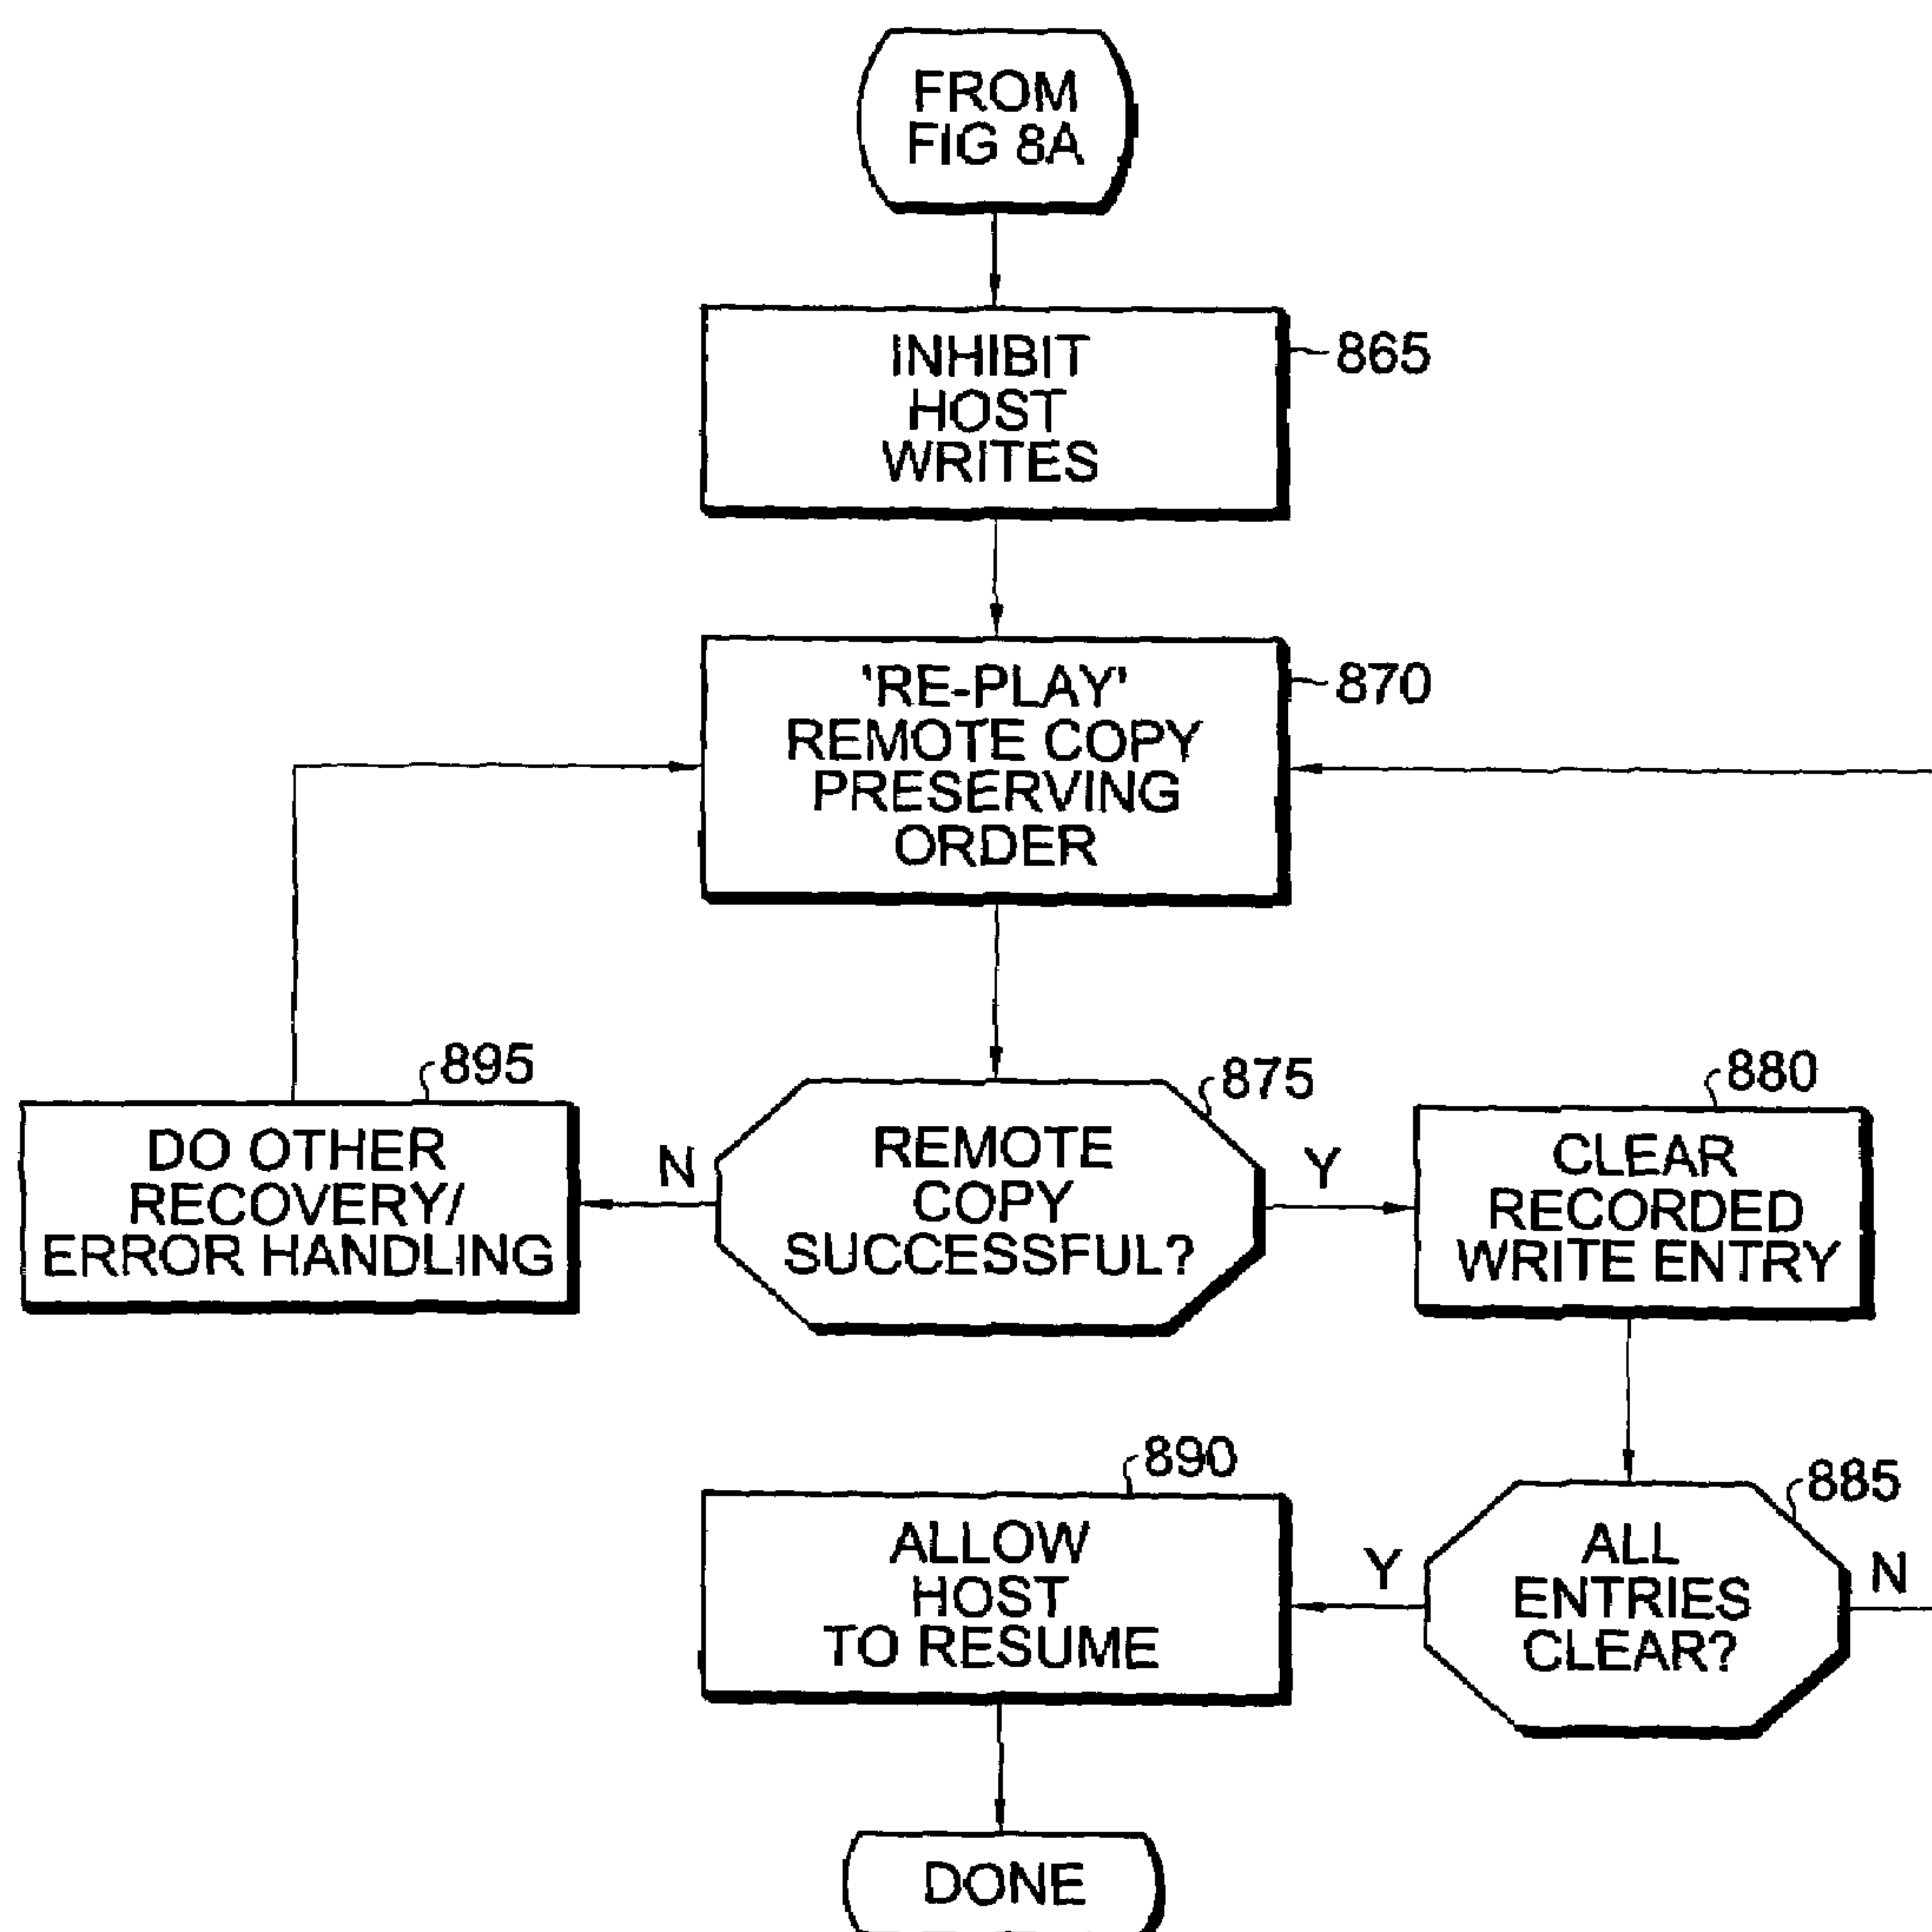 FROM
FIG 8A
INHIBIT
HOST
WRITES
865
'RE-PLAY'
REMOTE COPY
PRESERVING
ORDER
870
895
DO OTHER
RECOVERY/
ERROR HANDLING
N
875
REMOTE
COPY
SUCCESSFUL?
Y
880
CLEAR
RECORDED
WRITE ENTRY
890
ALLOW
HOST
TO RESUME
Y
885
ALL
ENTRIES
CLEAR?
N
DONE